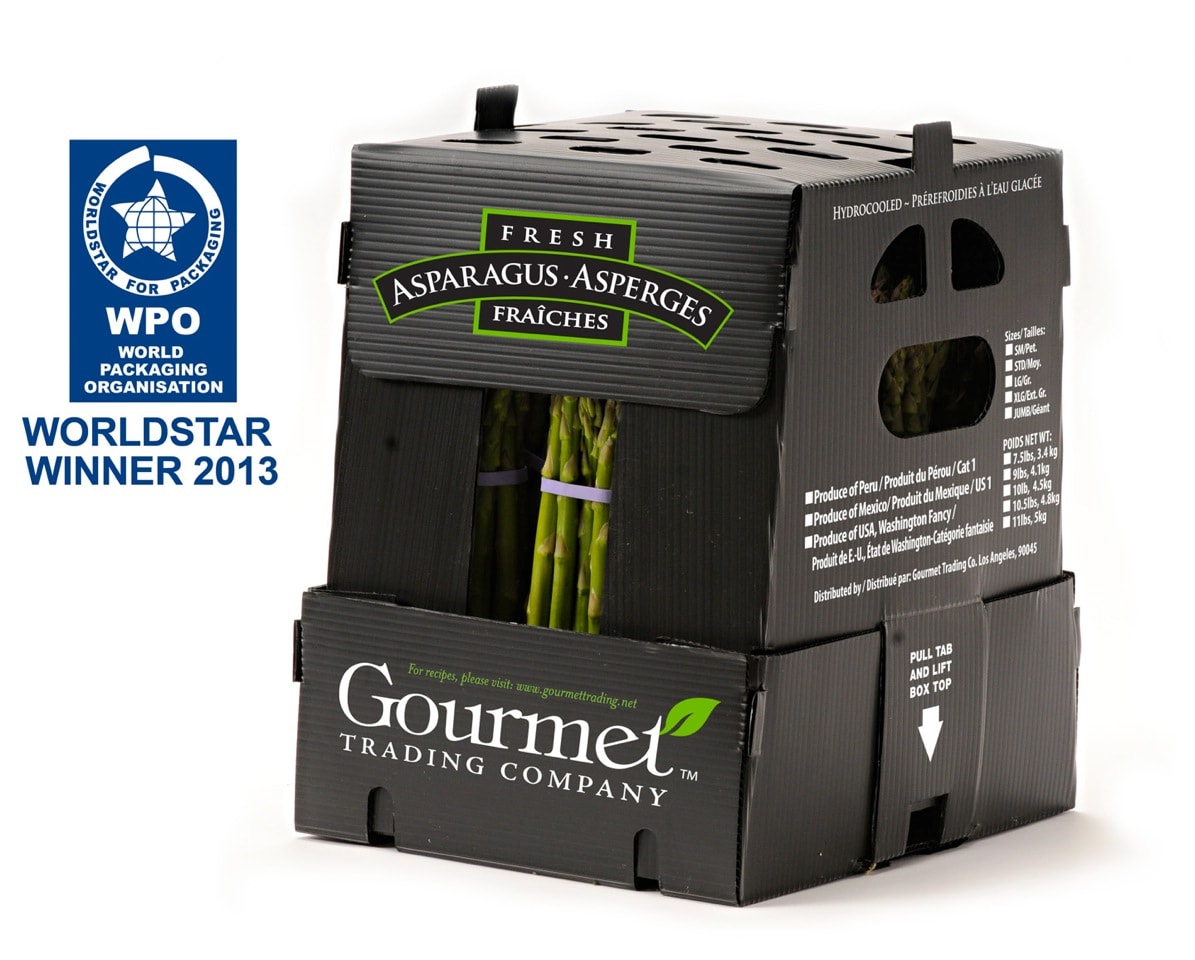 WORLDSTAR FOR PACKAGING
WPO
WORLD
PACKAGING
ORGANISATION
WORLDSTAR
WINNER 2013
FRESH
ASPARAGUS · ASPERGES
FRAÎCHES
HYDROCOOLED ~ PRÉREFROIDIES À L'EAU GLACÉE
Sizes/ Tailles:
SM/Pet.
STD/Moy.
LG/Gr.
XLG/Ext. Gr.
JUMB/Géant
POIDS NET WT:
7.5lbs, 3.4 kg
9lbs, 4.1kg
10lb, 4.5kg
10.5lbs, 4.8kg
11lbs, 5kg
Produce of Peru / Produit du Pérou / Cat 1
Produce of Mexico/ Produit du Mexique / US 1
Produce of USA, Washington Fancy /
Produit de E.-U., État de Washington-Catégorie fantaisie
Distributed by / Distribué par: Gourmet Trading Co. Los Angeles, 90045
For recipes, please visit: www.gourmettrading.net
Gourmet
TRADING COMPANY ™
PULL TAB
AND LIFT
BOX TOP